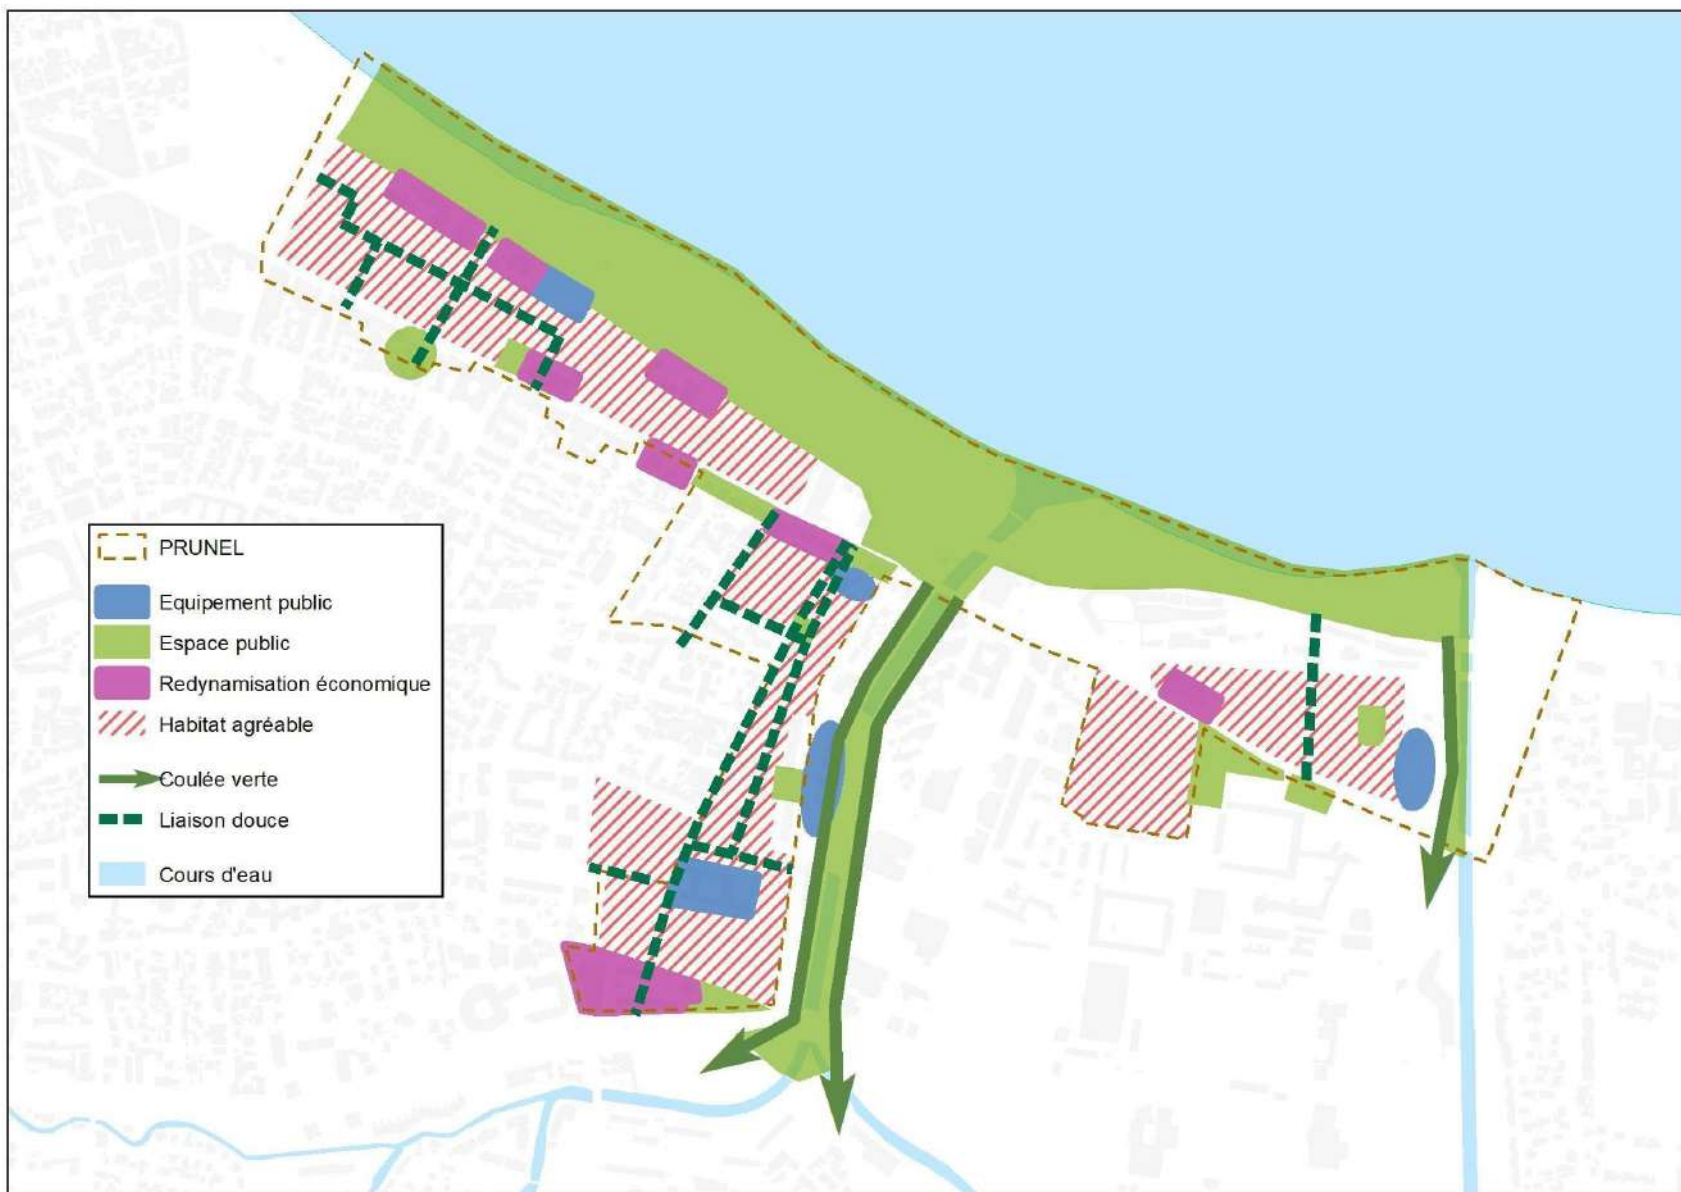 PRUNEL
Equipement public
Espace public
Redynamisation économique
Habitat agréable
Coulée verte
Liaison douce
Cours d'eau